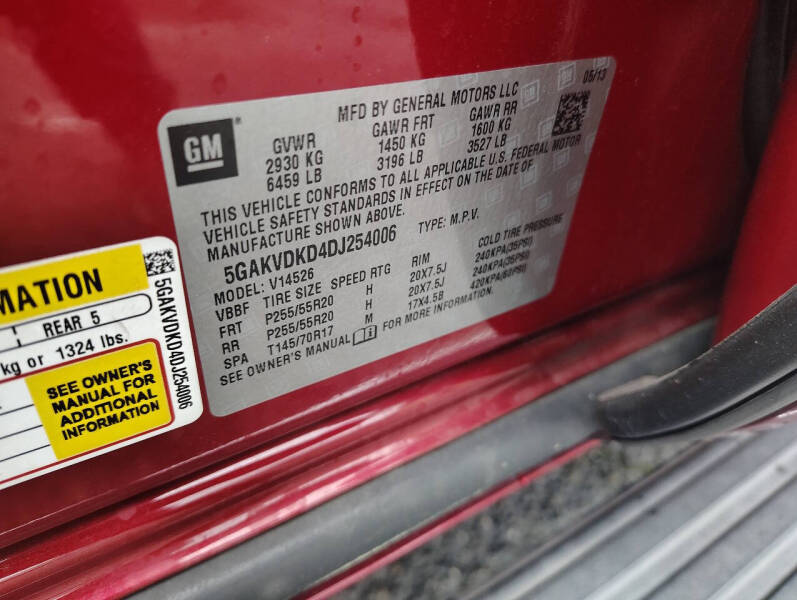 MFD BY GENERAL MOTORS LLC 05/13
GM
GVWR GAWR FRT GAWR RR
2930 KG 1450 KG 1600 KG
6459 LB 3196 LB 3527 LB
THIS VEHICLE CONFORMS TO ALL APPLICABLE U.S. FEDERAL MOTOR
VEHICLE SAFETY STANDARDS IN EFFECT ON THE DATE OF
MANUFACTURE SHOWN ABOVE.
5GAKVDKD4DJ254006 TYPE: M.P.V.
MODEL: V14526
VBBF TIRE SIZE SPEED RTG RIM COLD TIRE PRESSURE
FRT P255/55R20 H 20X7.5J 240KPA(35PSI)
RR P255/55R20 H 20X7.5J 240KPA(35PSI)
SPA T145/70R17 M 17X4.5B 420KPA(60PSI)
SEE OWNER'S MANUAL FOR MORE INFORMATION.
MATION
REAR 5
kg or 1324 lbs.
SEE OWNER'S
MANUAL FOR
ADDITIONAL
INFORMATION
5GAKVDKD4DJ254006